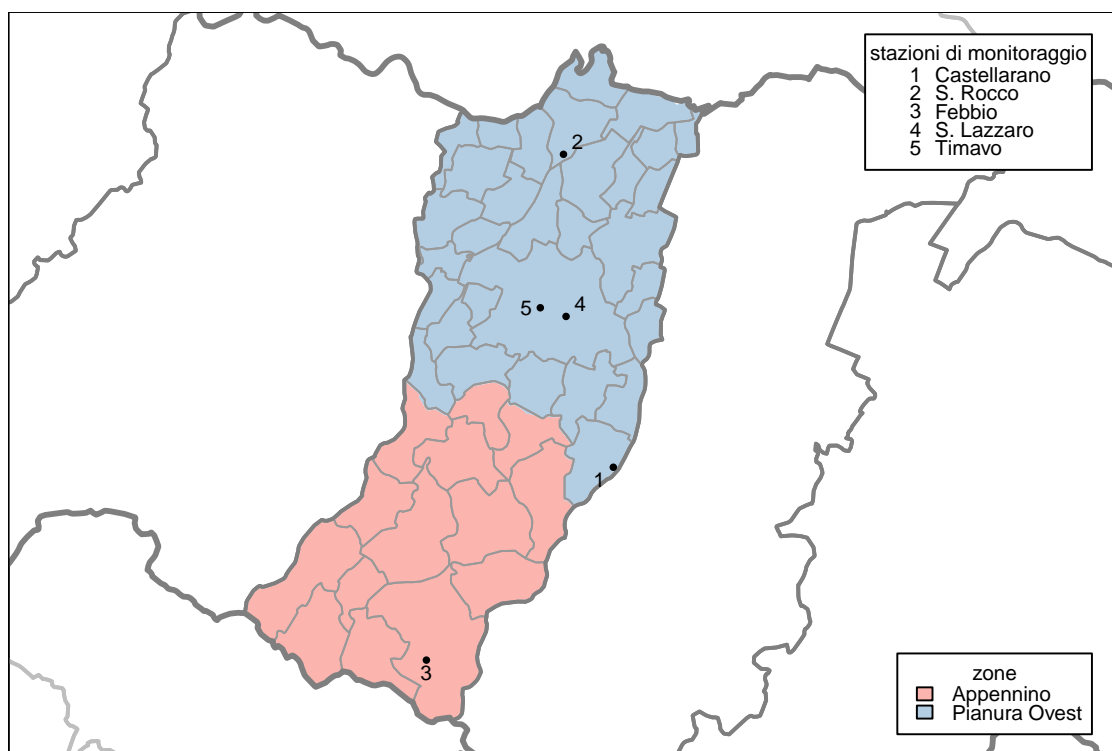 stazioni di monitoraggio
1 Castellarano
2 S. Rocco
3 Febbio
4 S. Lazzaro
5 Timavo
2
5
4
1
3
zone
Appennino
Pianura Ovest